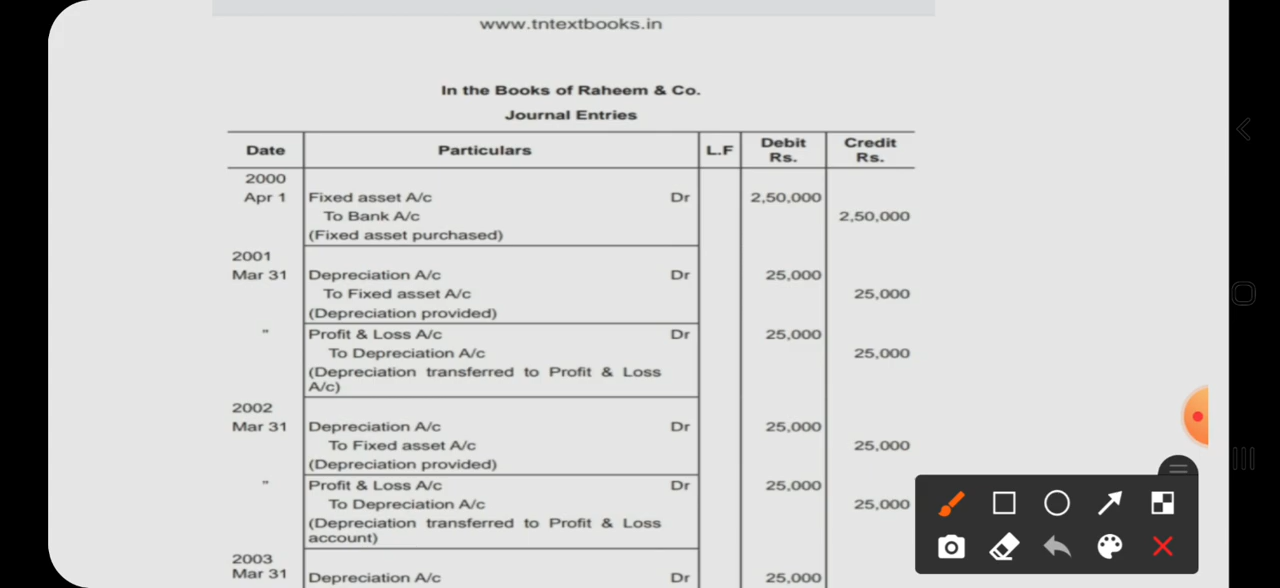 www.tntextbooks.in
In the Books of Raheem & Co.
Journal Entries
Date Particulars L.F Debit Rs. Credit Rs.
2000
Apr 1 Fixed asset A/c Dr 2,50,000
To Bank A/c 2,50,000
(Fixed asset purchased)
2001
Mar 31 Depreciation A/c Dr 25,000
To Fixed asset A/c 25,000
(Depreciation provided)
" Profit & Loss A/c Dr 25,000
To Depreciation A/c 25,000
(Depreciation transferred to Profit & Loss
A/c)
2002
Mar 31 Depreciation A/c Dr 25,000
To Fixed asset A/c 25,000
(Depreciation provided)
" Profit & Loss A/c Dr 25,000
To Depreciation A/c 25,000
(Depreciation transferred to Profit & Loss
account)
2003
Mar 31 Depreciation A/c Dr 25,000